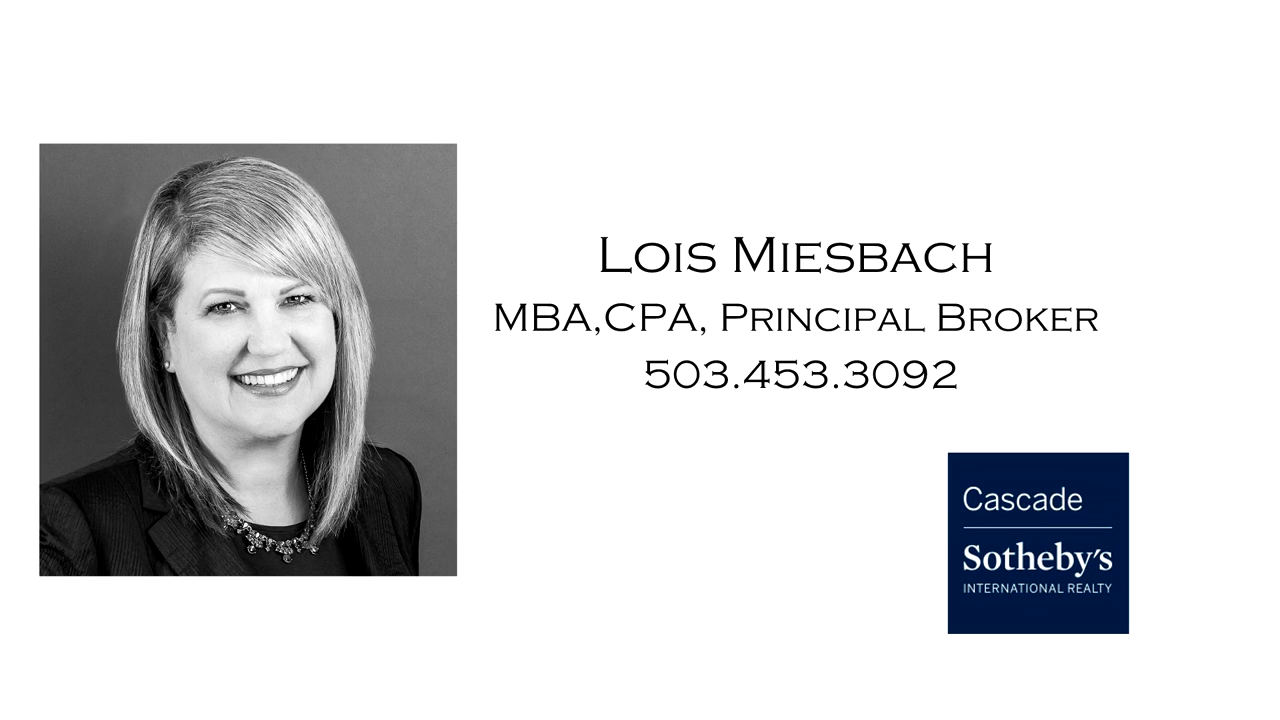 Lois Miesbach
MBA,CPA, Principal Broker
503.453.3092
Cascade
Sotheby's
INTERNATIONAL REALTY